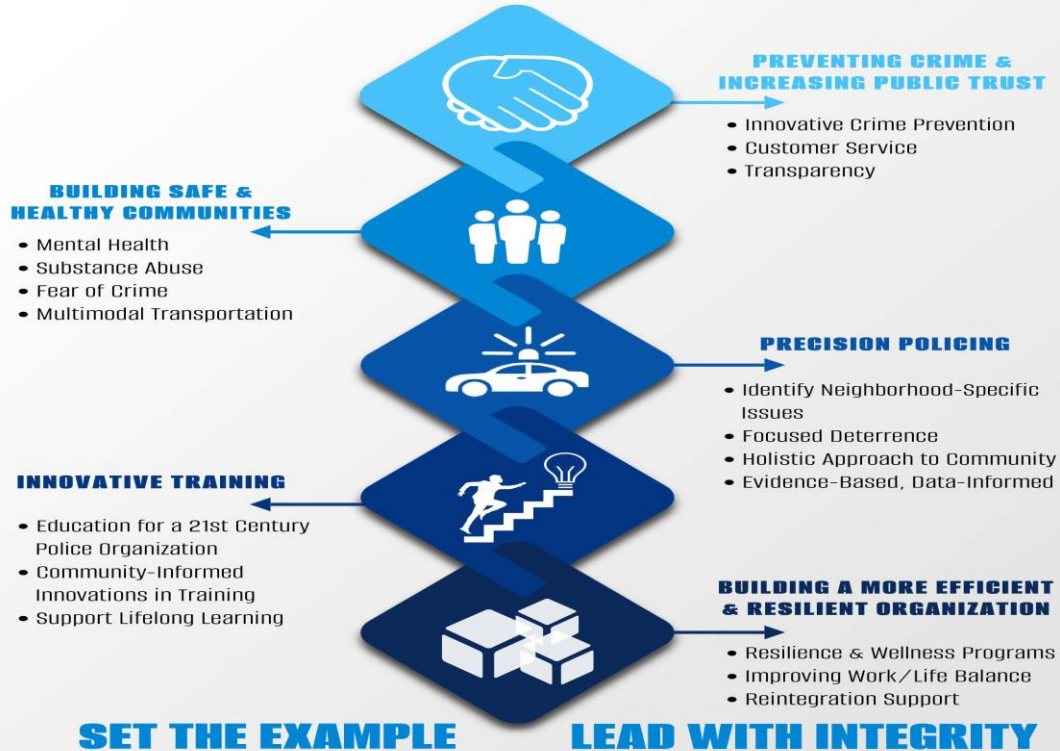 PREVENTING CRIME &
INCREASING PUBLIC TRUST
• Innovative Crime Prevention
• Customer Service
• Transparency
BUILDING SAFE &
HEALTHY COMMUNITIES
• Mental Health
• Substance Abuse
• Fear of Crime
• Multimodal Transportation
PRECISION POLICING
• Identify Neighborhood-Specific
Issues
• Focused Deterrence
• Holistic Approach to Community
• Evidence-Based, Data-Informed
INNOVATIVE TRAINING
• Education for a 21st Century
Police Organization
• Community-Informed
Innovations in Training
• Support Lifelong Learning
BUILDING A MORE EFFICIENT
& RESILIENT ORGANIZATION
• Resilience & Wellness Programs
• Improving Work/Life Balance
• Reintegration Support
SET THE EXAMPLE
LEAD WITH INTEGRITY